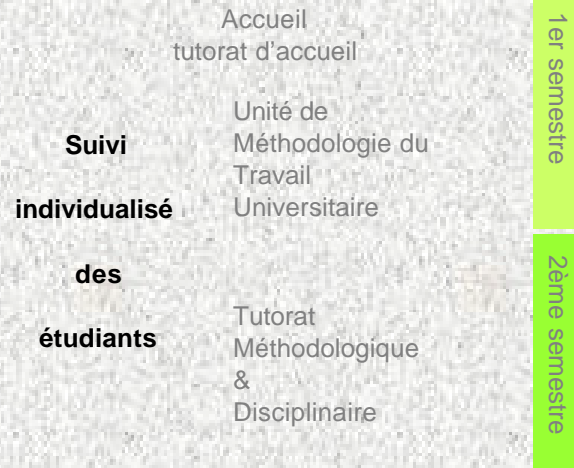 Accueil
tutorat d’accueil
Suivi
individualisé
des
étudiants
Unité de
Méthodologie du
Travail
Universitaire
Tutorat
Méthodologique
&
Disciplinaire
1er semestre
2ème semestre